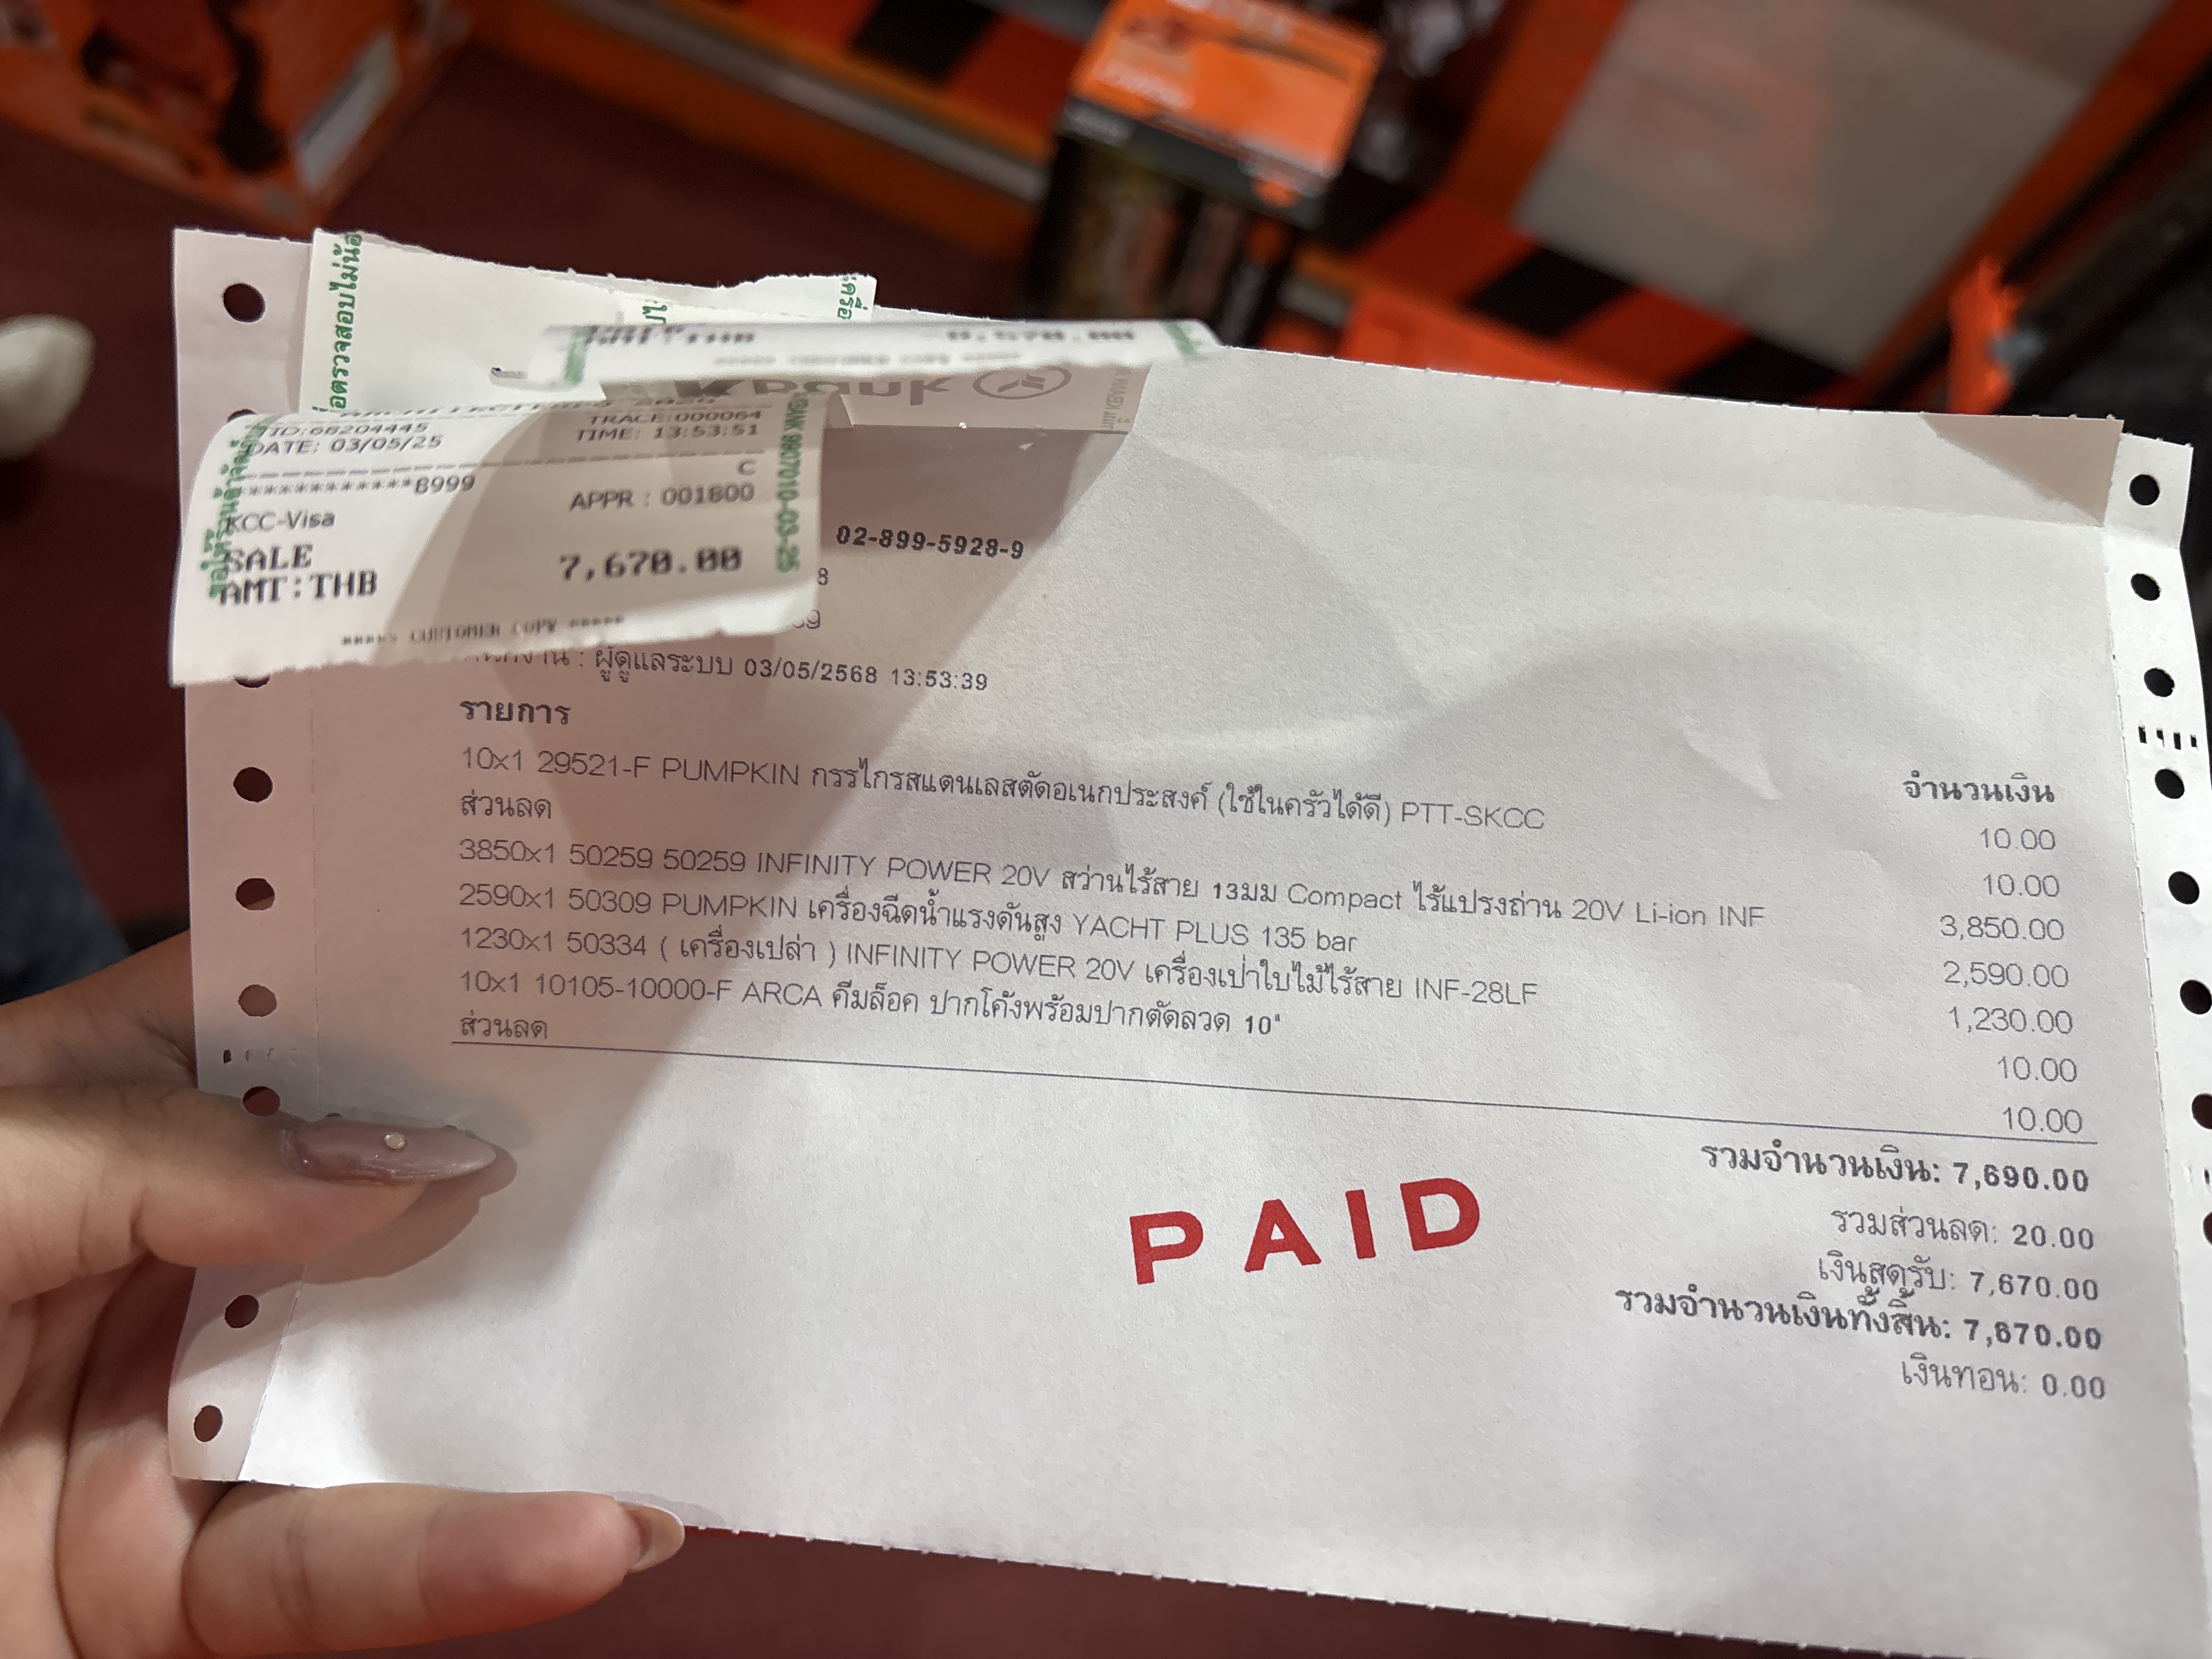 ID:66204445 TRACE:000064
DATE: 03/05/25 TIME: 13:53:51
C
************8999
KCC-Visa APPR : 001800
SALE
AMT:THB 7,670.00
***** CUSTOMER COPY *****
02-899-5928-9
ผู้ดูแลระบบ 03/05/2568 13:53:39
รายการ จำนวนเงิน
10x1 29521-F PUMPKIN กรรไกรสแตนเลสตัดอเนกประสงค์ (ใช้ในครัวได้ดี) PTT-SKCC 10.00
ส่วนลด 10.00
3850x1 50259 50259 INFINITY POWER 20V สว่านไร้สาย 13มม Compact ไร้แปรงถ่าน 20V Li-ion INF 3,850.00
2590x1 50309 PUMPKIN เครื่องฉีดน้ำแรงดันสูง YACHT PLUS 135 bar 2,590.00
1230x1 50334 ( เครื่องเปล่า ) INFINITY POWER 20V เครื่องเป่าใบไม้ไร้สาย INF-28LF 1,230.00
10x1 10105-10000-F ARCA คีมล็อค ปากโค้งพร้อมปากตัดลวด 10" 10.00
ส่วนลด 10.00
รวมจำนวนเงิน: 7,690.00
รวมส่วนลด: 20.00
เงินสดรับ: 7,670.00
รวมจำนวนเงินทั้งสิ้น: 7,670.00
เงินทอน: 0.00
PAID